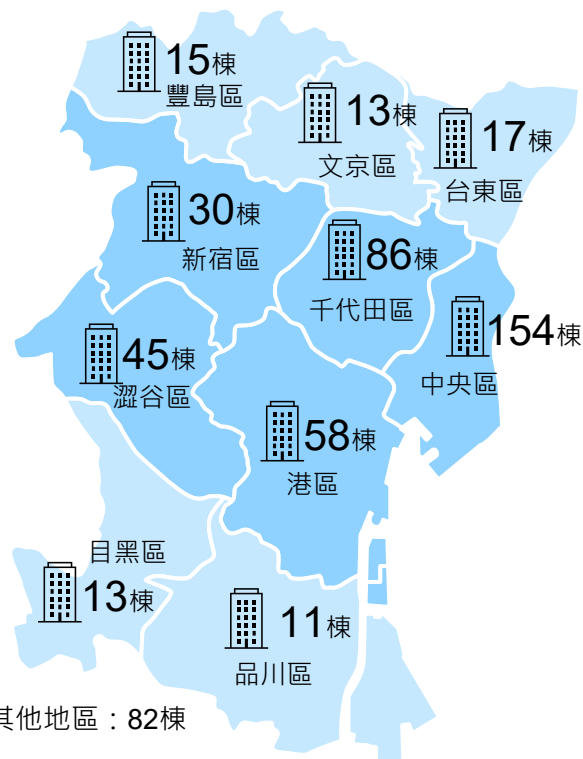 15棟
豐島區
13棟
文京區
17棟
台東區
30棟
新宿區
86棟
千代田區
154棟
中央區
45棟
澀谷區
58棟
港區
目黑區
13棟
11棟
品川區
其他地區：82棟